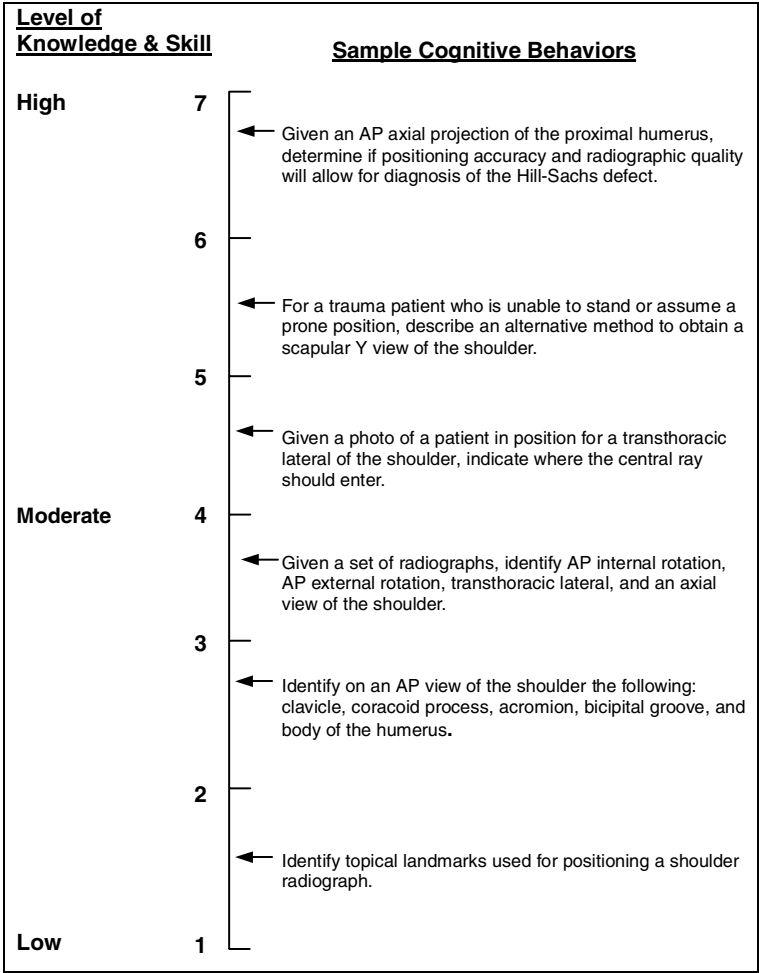 Level of
Knowledge & Skill
Sample Cognitive Behaviors
High 7
Given an AP axial projection of the proximal humerus,
determine if positioning accuracy and radiographic quality
will allow for diagnosis of the Hill-Sachs defect.
6
For a trauma patient who is unable to stand or assume a
prone position, describe an alternative method to obtain a
scapular Y view of the shoulder.
5
Given a photo of a patient in position for a transthoracic
lateral of the shoulder, indicate where the central ray
should enter.
Moderate 4
Given a set of radiographs, identify AP internal rotation,
AP external rotation, transthoracic lateral, and an axial
view of the shoulder.
3
Identify on an AP view of the shoulder the following:
clavicle, coracoid process, acromion, bicipital groove, and
body of the humerus.
2
Identify topical landmarks used for positioning a shoulder
radiograph.
Low 1